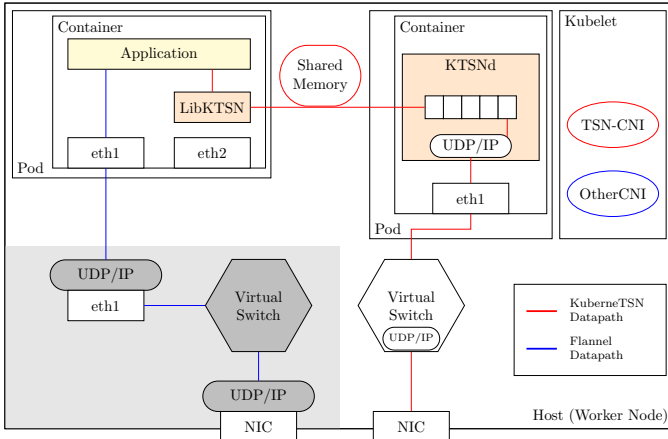 Container
Application
LibKTSN
eth1
eth2
Pod
Shared
Memory
Container
KTSNd
UDP/IP
eth1
Pod
Kubelet
TSN-CNI
OtherCNI
UDP/IP
eth1
Virtual
Switch
UDP/IP
NIC
Virtual
Switch
UDP/IP
NIC
KuberneTSN
Datapath
Flannel
Datapath
Host (Worker Node)